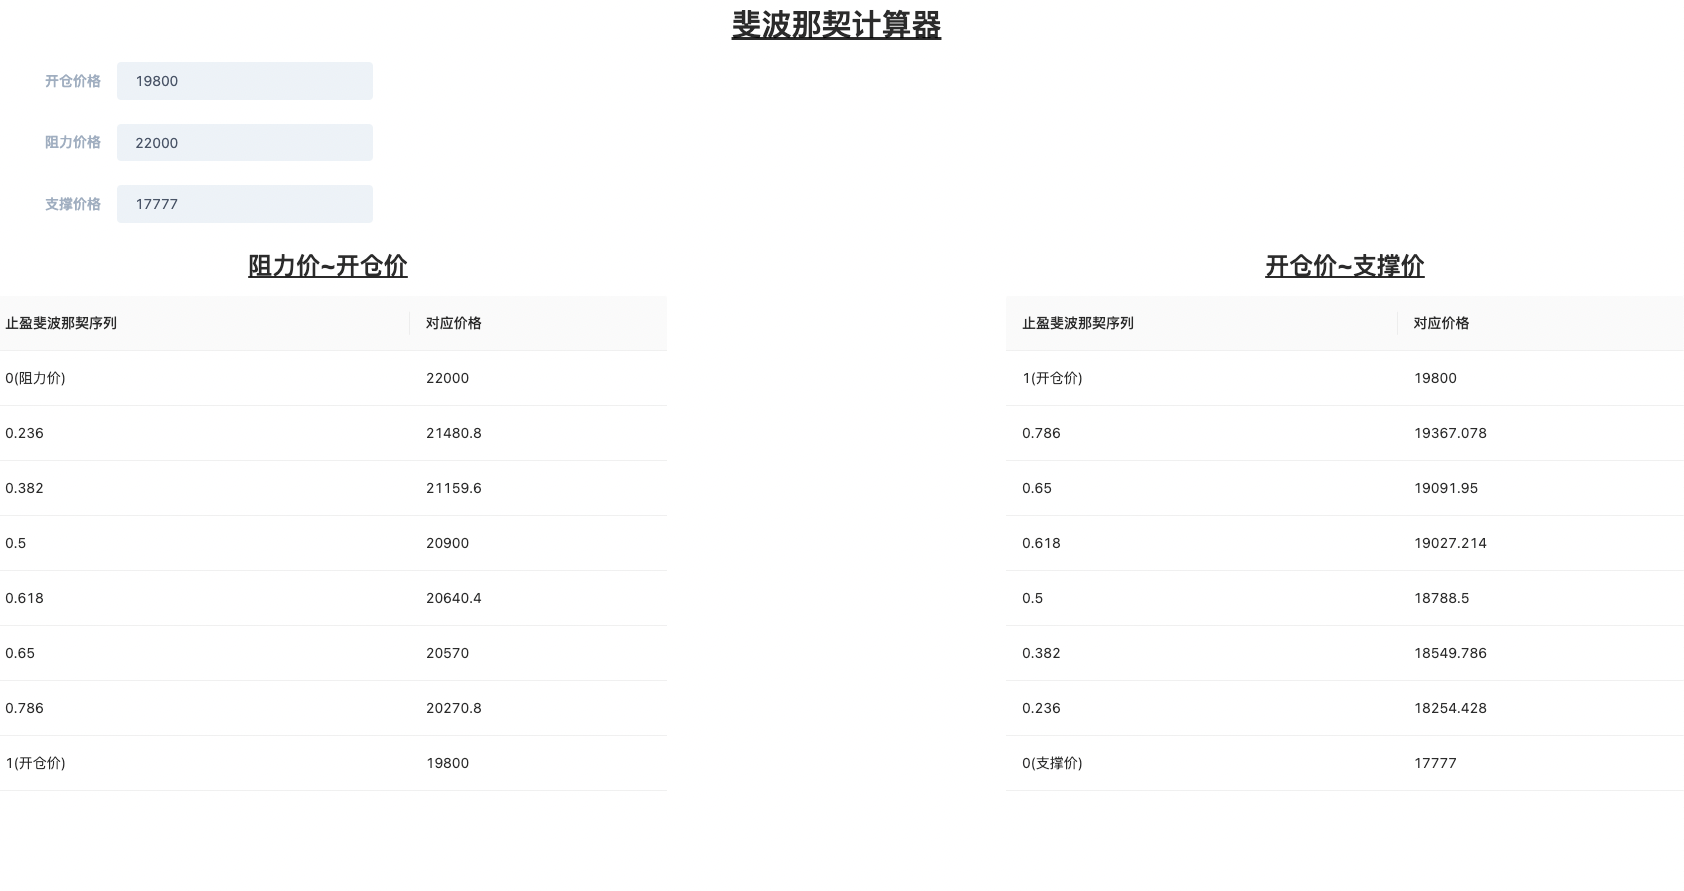 斐波那契计算器
开仓价格 19800
阻力价格 22000
支撑价格 17777
阻力价~开仓价
止盈斐波那契序列 对应价格
0(阻力价) 22000
0.236 21480.8
0.382 21159.6
0.5 20900
0.618 20640.4
0.65 20570
0.786 20270.8
1(开仓价) 19800
开仓价~支撑价
止盈斐波那契序列 对应价格
1(开仓价) 19800
0.786 19367.078
0.65 19091.95
0.618 19027.214
0.5 18788.5
0.382 18549.786
0.236 18254.428
0(支撑价) 17777